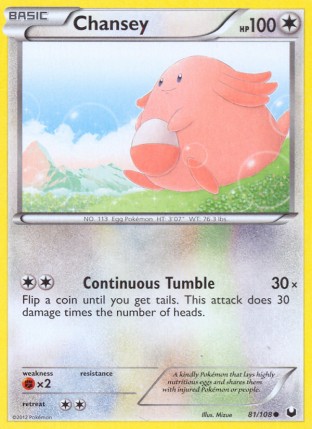 BASIC
Chansey
HP100
NO. 113 Egg Pokémon HT: 3'07" WT: 76.3 lbs.
Continuous Tumble 30×
Flip a coin until you get tails. This attack does 30
damage times the number of heads.
weakness
resistance
×2
retreat
A kindly Pokémon that lays highly
nutritious eggs and shares them
with injured Pokémon or people.
©2012 Pokémon
Illus. Mizue
81/108